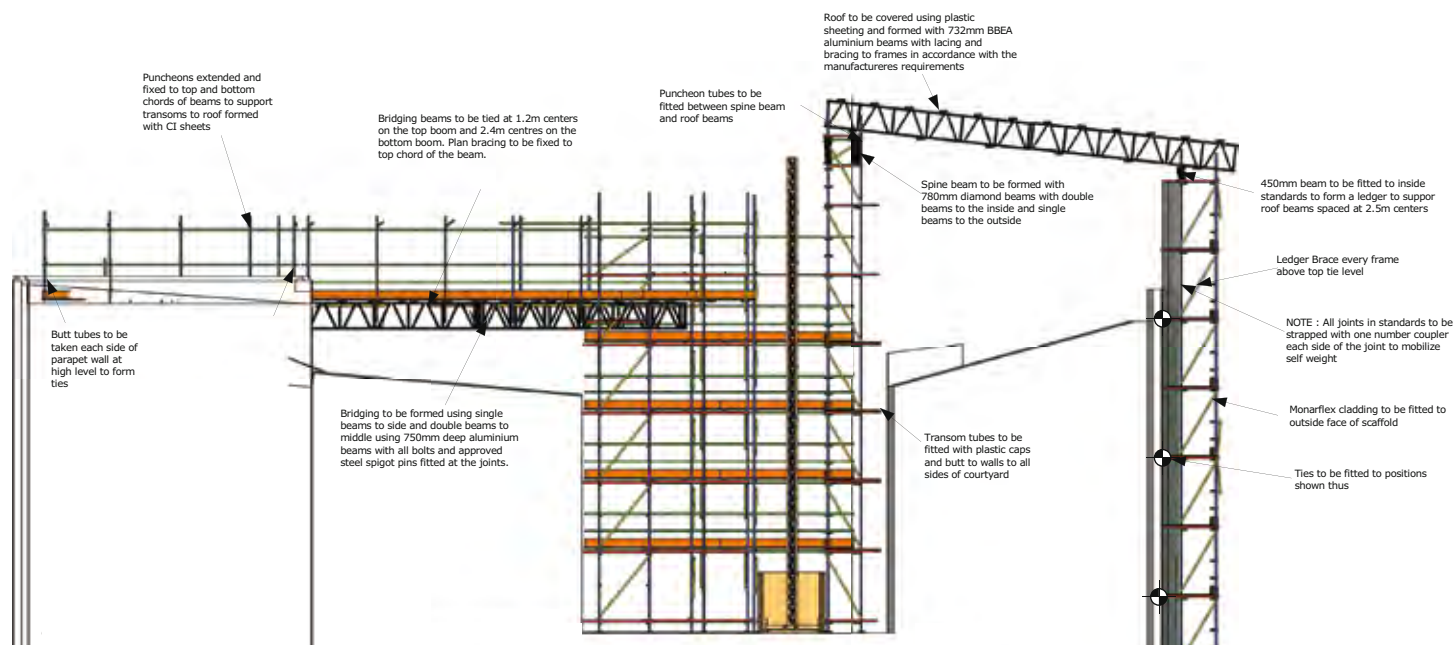 Roof to be covered using plastic
sheeting and formed with 732mm BBEA
aluminium beams with lacing and
bracing to frames in accordance with the
manufactureres requirements
Puncheons extended and
fixed to top and bottom
chords of beams to support
transoms to roof formed
with CI sheets
Puncheon tubes to be
fitted between spine beam
and roof beams
Bridging beams to be tied at 1.2m centers
on the top boom and 2.4m centres on the
bottom boom. Plan bracing to be fixed to
top chord of the beam.
Spine beam to be formed with
780mm diamond beams with double
beams to the inside and single
beams to the outside
450mm beam to be fitted to inside
standards to form a ledger to suppor
roof beams spaced at 2.5m centers
Ledger Brace every frame
above top tie level
NOTE : All joints in standards to be
strapped with one number coupler
each side of the joint to mobilize
self weight
Butt tubes to be
taken each side of
parapet wall at
high level to form
ties
Bridging to be formed using single
beams to side and double beams to
middle using 750mm deep aluminium
beams with all bolts and approved
steel spigot pins fitted at the joints.
Monarflex cladding to be fitted to
outside face of scaffold
Transom tubes to be
fitted with plastic caps
and butt to walls to all
sides of courtyard
Ties to be fitted to positions
shown thus